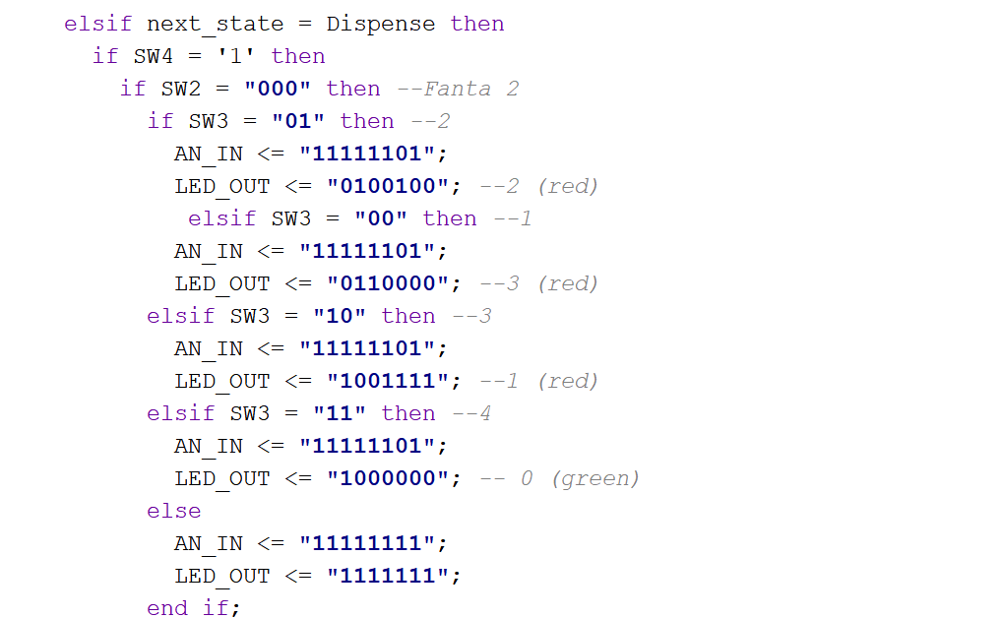 elsif next_state = Dispense then
if SW4 = '1' then
if SW2 = "000" then --Fanta 2
if SW3 = "01" then --2
AN_IN <= "11111101";
LED_OUT <= "0100100"; --2 (red)
elsif SW3 = "00" then --1
AN_IN <= "11111101";
LED_OUT <= "0110000"; --3 (red)
elsif SW3 = "10" then --3
AN_IN <= "11111101";
LED_OUT <= "1001111"; --1 (red)
elsif SW3 = "11" then --4
AN_IN <= "11111101";
LED_OUT <= "1000000"; -- 0 (green)
else
AN_IN <= "11111111";
LED_OUT <= "1111111";
end if;